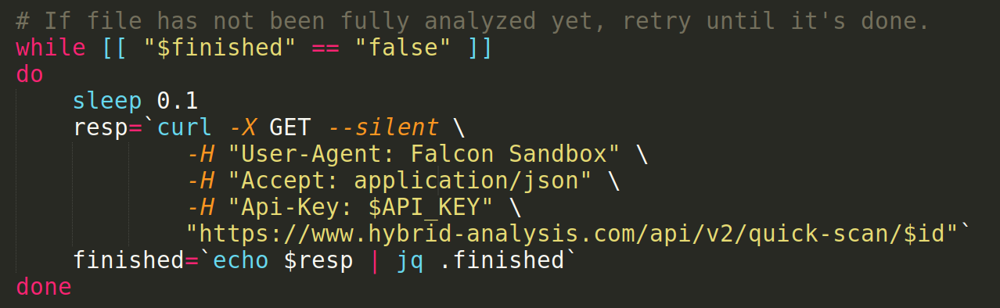 # If file has not been fully analyzed yet, retry until it's done.
while [[ "$finished" == "false" ]]
do
    sleep 0.1
    resp=`curl -X GET --silent \
            -H "User-Agent: Falcon Sandbox" \
            -H "Accept: application/json" \
            -H "Api-Key: $API_KEY" \
            "https://www.hybrid-analysis.com/api/v2/quick-scan/$id"`
    finished=`echo $resp | jq .finished`
done